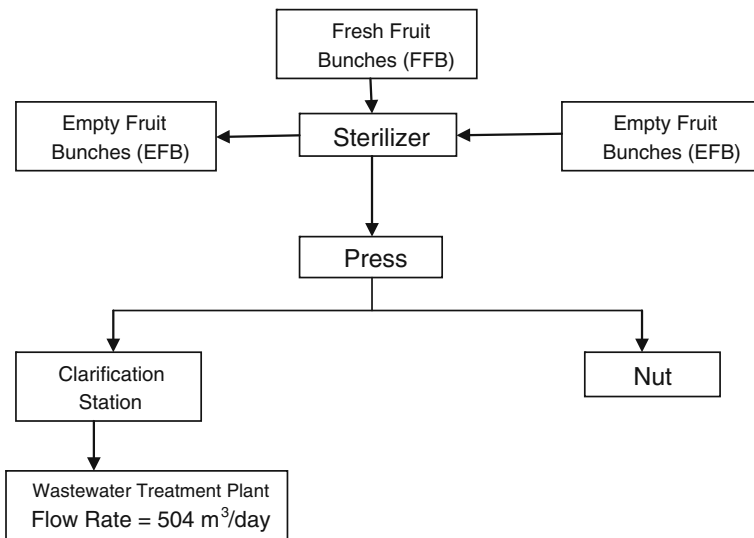 Fresh Fruit
Bunches (FFB)
Empty Fruit
Bunches (EFB)
Sterilizer
Empty Fruit
Bunches (EFB)
Press
Clarification
Station
Nut
Wastewater Treatment Plant
Flow Rate = 504 m³/day